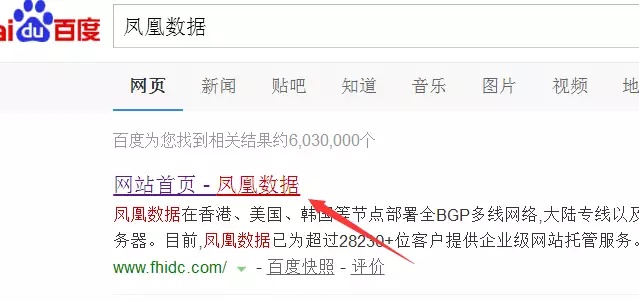 ai du 百度
凤凰数据
网页 新闻 贴吧 知道 音乐 图片 视频
百度为您找到相关结果约6,030,000个
网站首页 - 凤凰数据
凤凰数据在香港、美国、韩国等节点部署全BGP多线网络,大陆专线以及
务器。目前,凤凰数据已为超过28230+位客户提供企业级网站托管服务。
www.fhidc.com/ - 百度快照 - 评价